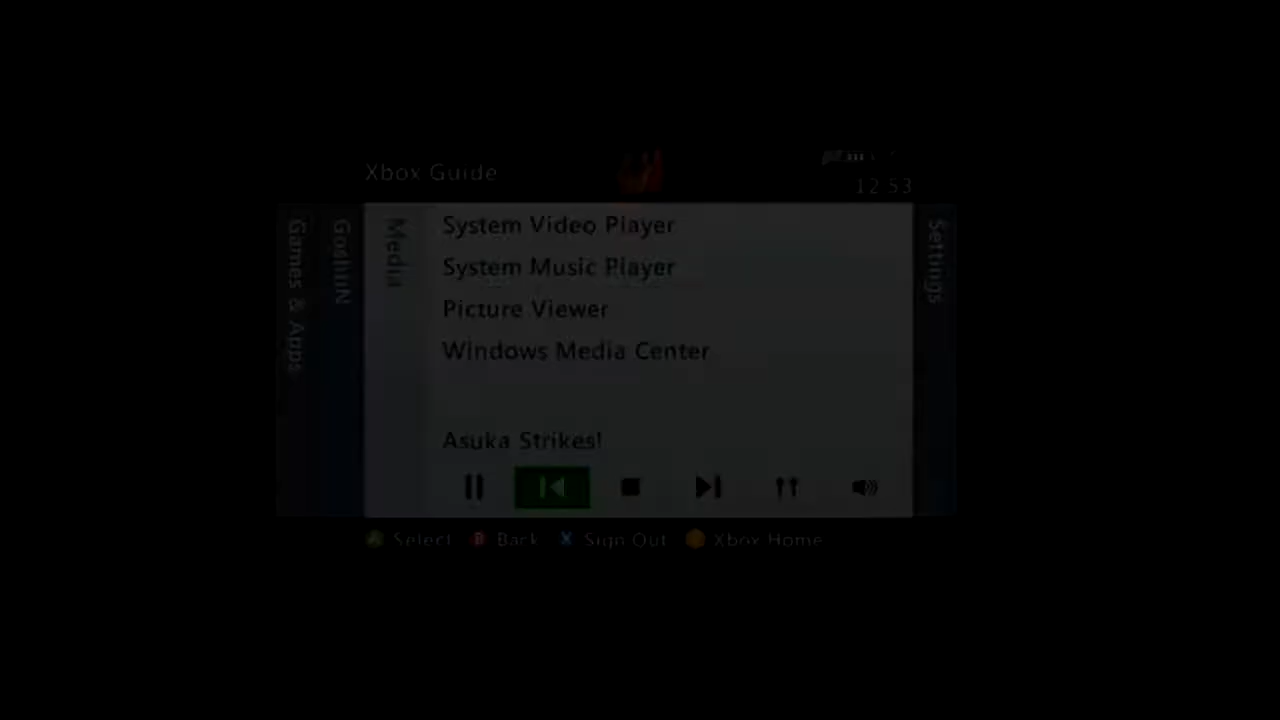 Xbox Guide
12 53
Games & Apps
GoshiiN
Media
System Video Player
System Music Player
Picture Viewer
Windows Media Center
Asuka Strikes!
Settings
A Select B Back X Sign Out Xbox Home